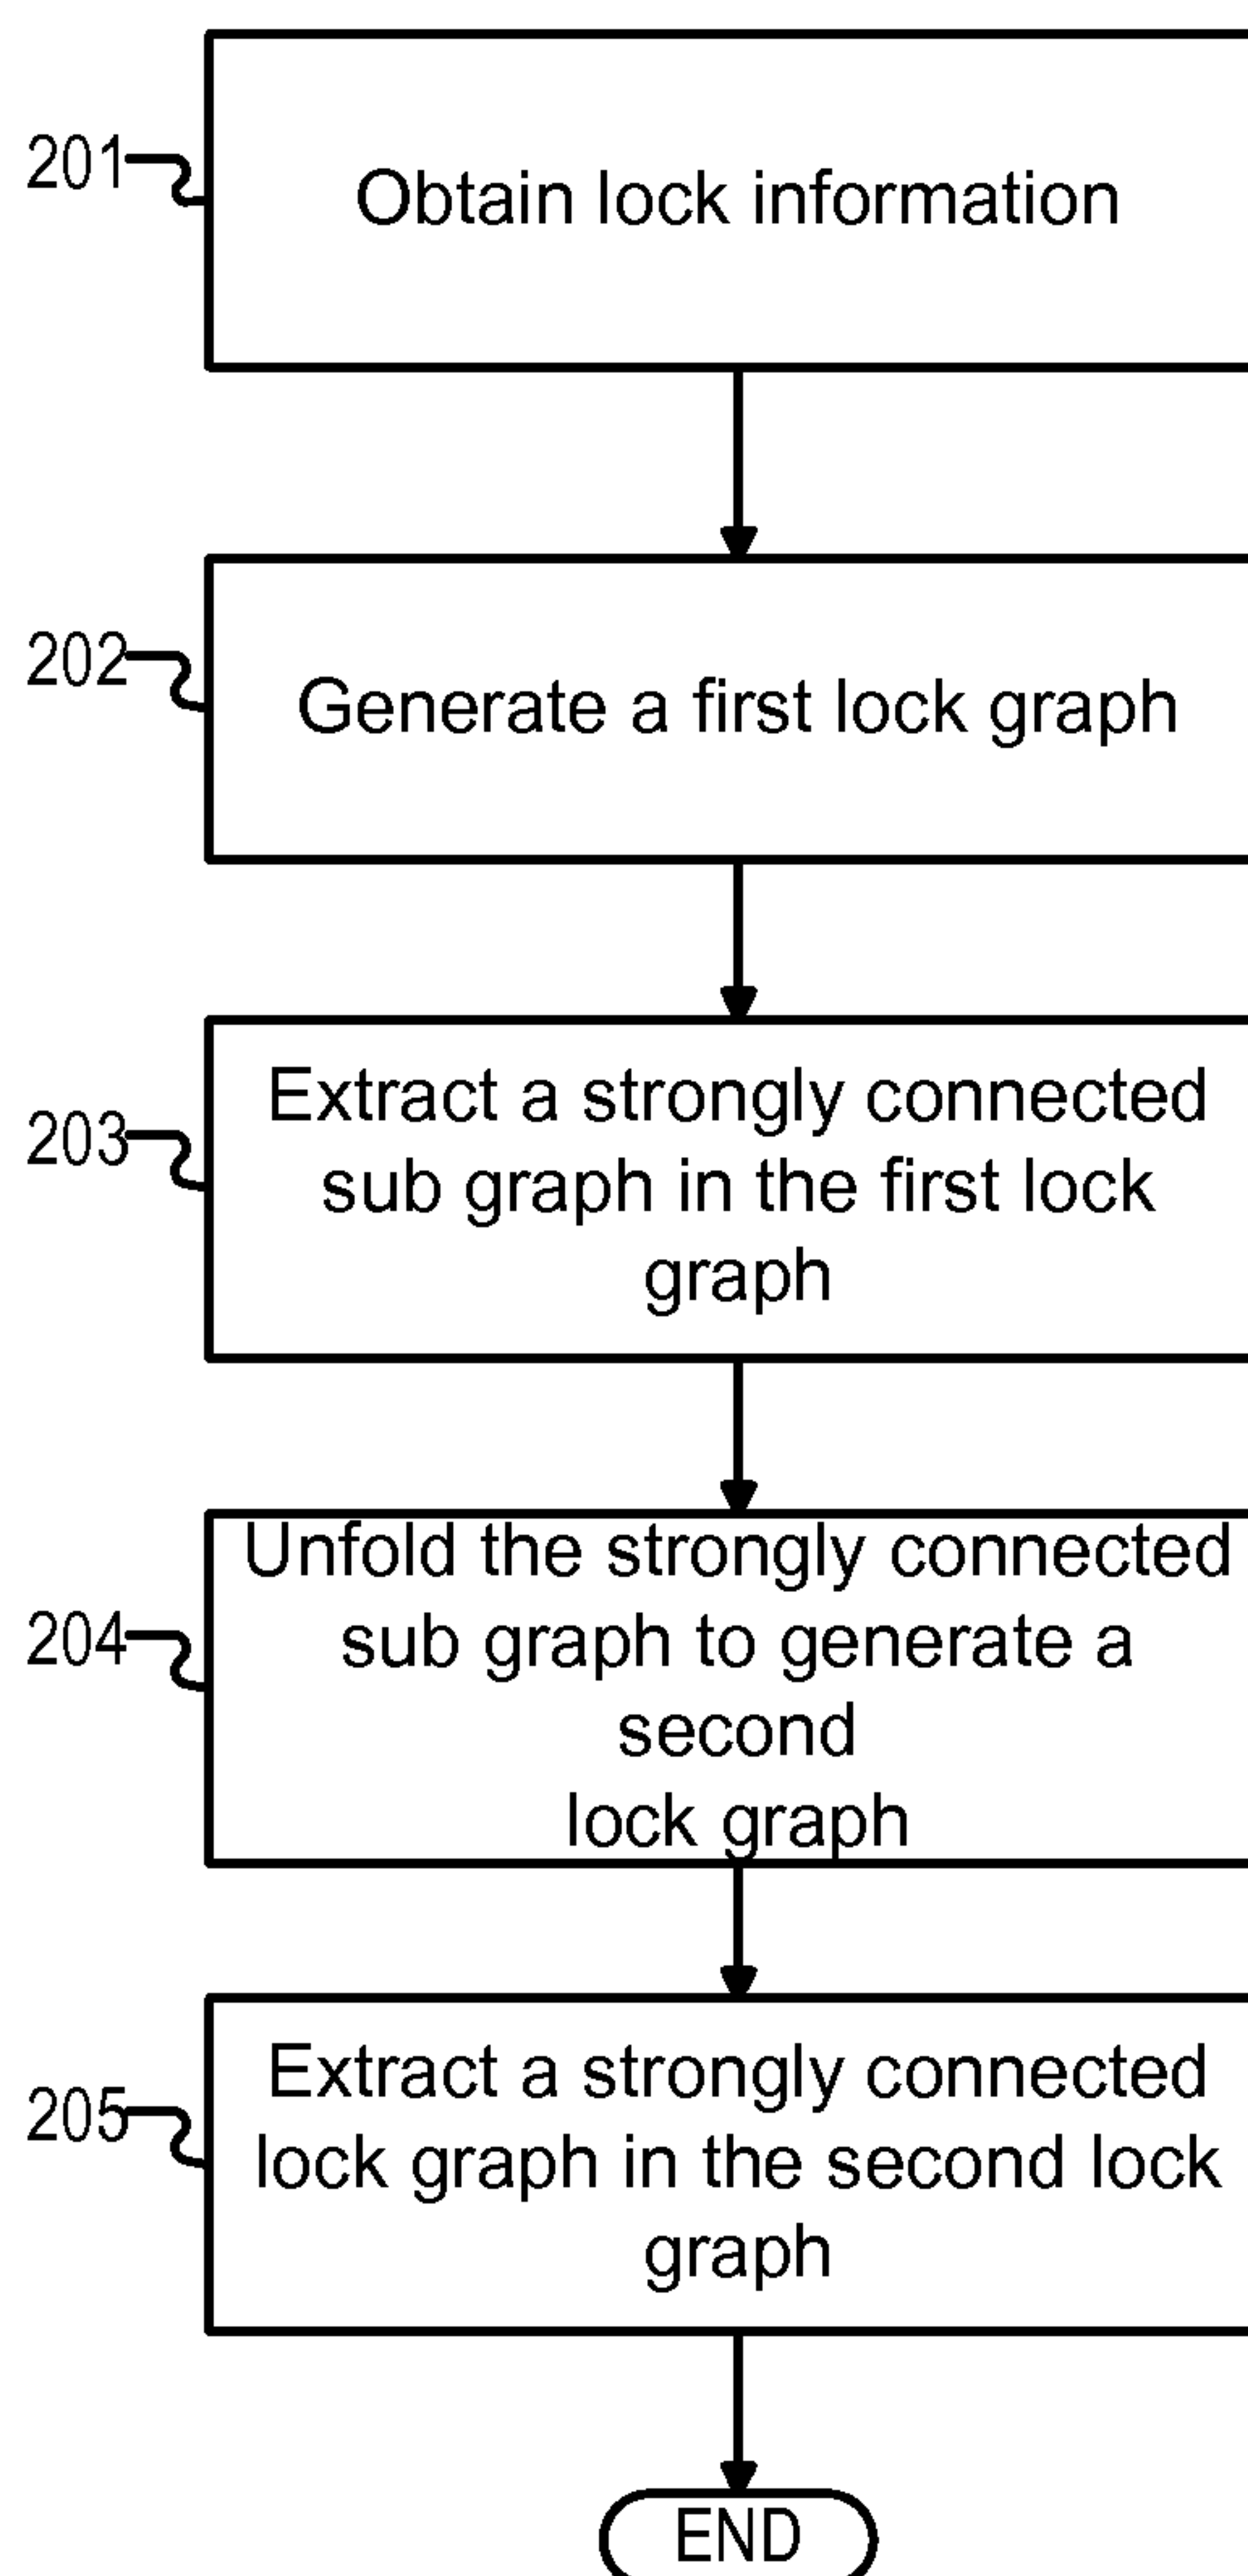 201
Obtain lock information
202
Generate a first lock graph
203
Extract a strongly connected
sub graph in the first lock
graph
204
Unfold the strongly connected
sub graph to generate a
second
lock graph
205
Extract a strongly connected
lock graph in the second lock
graph
END